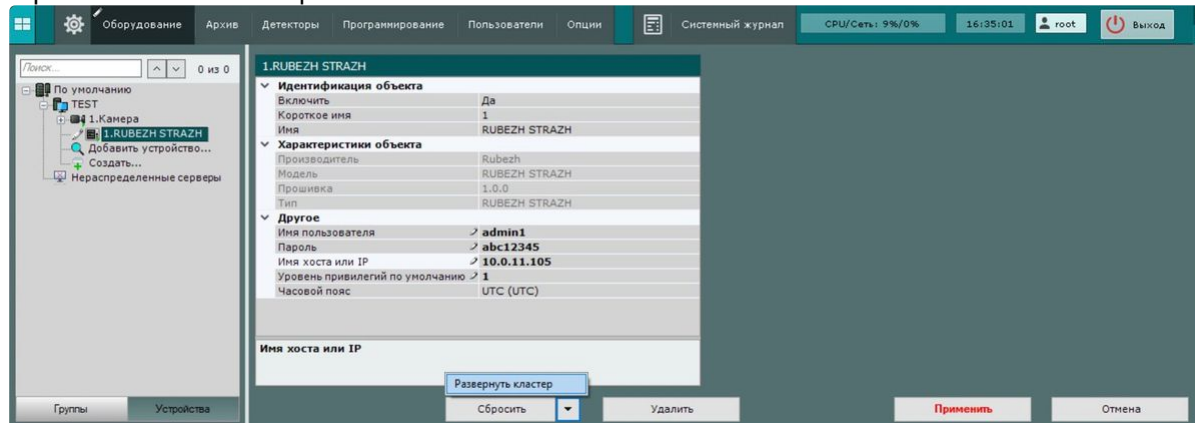 Оборудование Архив Детекторы Программирование Пользователи Опции Системный журнал CPU/Сеть: 9%/0% 16:35:01 root Выход
Поиск... 0 из 0
По умолчанию
TEST
1.Камера
1.RUBEZH STRAZH
Добавить устройство...
Создать...
Нераспределенные серверы
Группы Устройства
1.RUBEZH STRAZH
Идентификация объекта
Включить Да
Короткое имя 1
Имя RUBEZH STRAZH
Характеристики объекта
Производитель Rubezh
Модель RUBEZH STRAZH
Прошивка 1.0.0
Тип RUBEZH STRAZH
Другое
Имя пользователя admin1
Пароль abc12345
Имя хоста или IP 10.0.11.105
Уровень привилегий по умолчанию 1
Часовой пояс UTC (UTC)
Имя хоста или IP
Развернуть кластер
Сбросить Удалить Применить Отмена